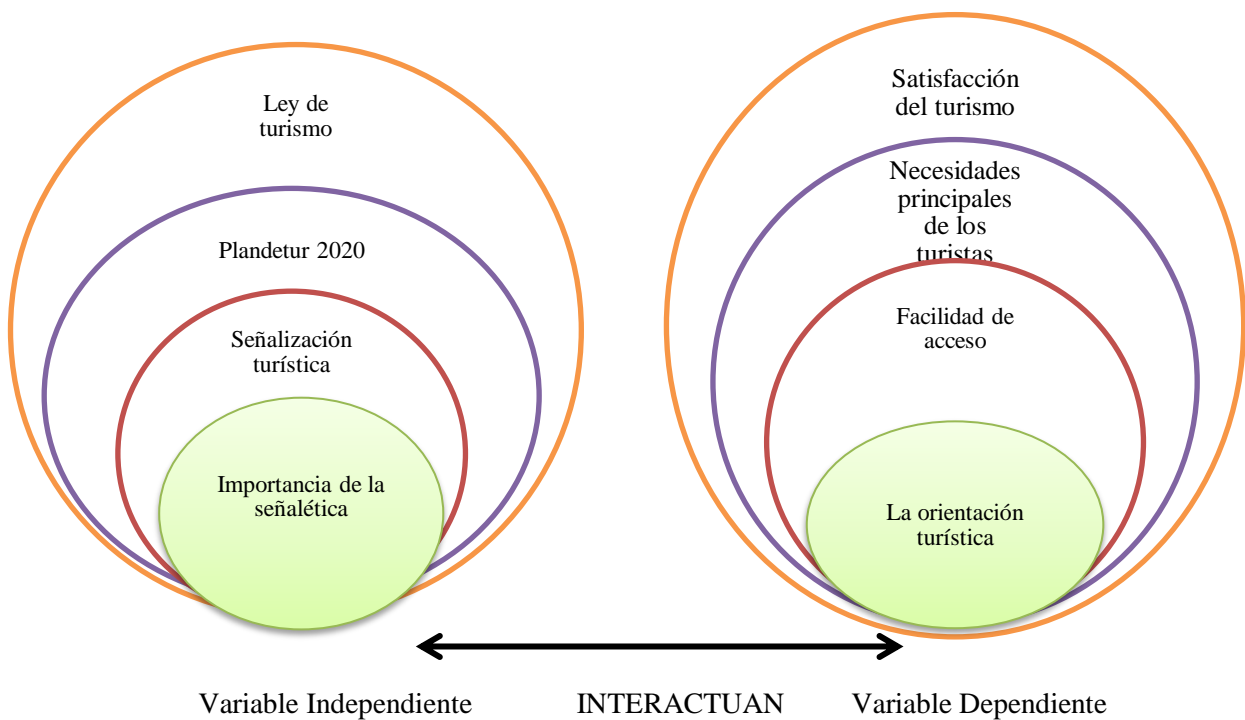 Ley de
turismo
Plandetur 2020
Señalización
turística
Importancia de la
señalética
Satisfacción
del turismo
Necesidades
principales
de los
turistas
Facilidad de
acceso
La orientación
turística
Variable Independiente
INTERACTUAN
Variable Dependiente